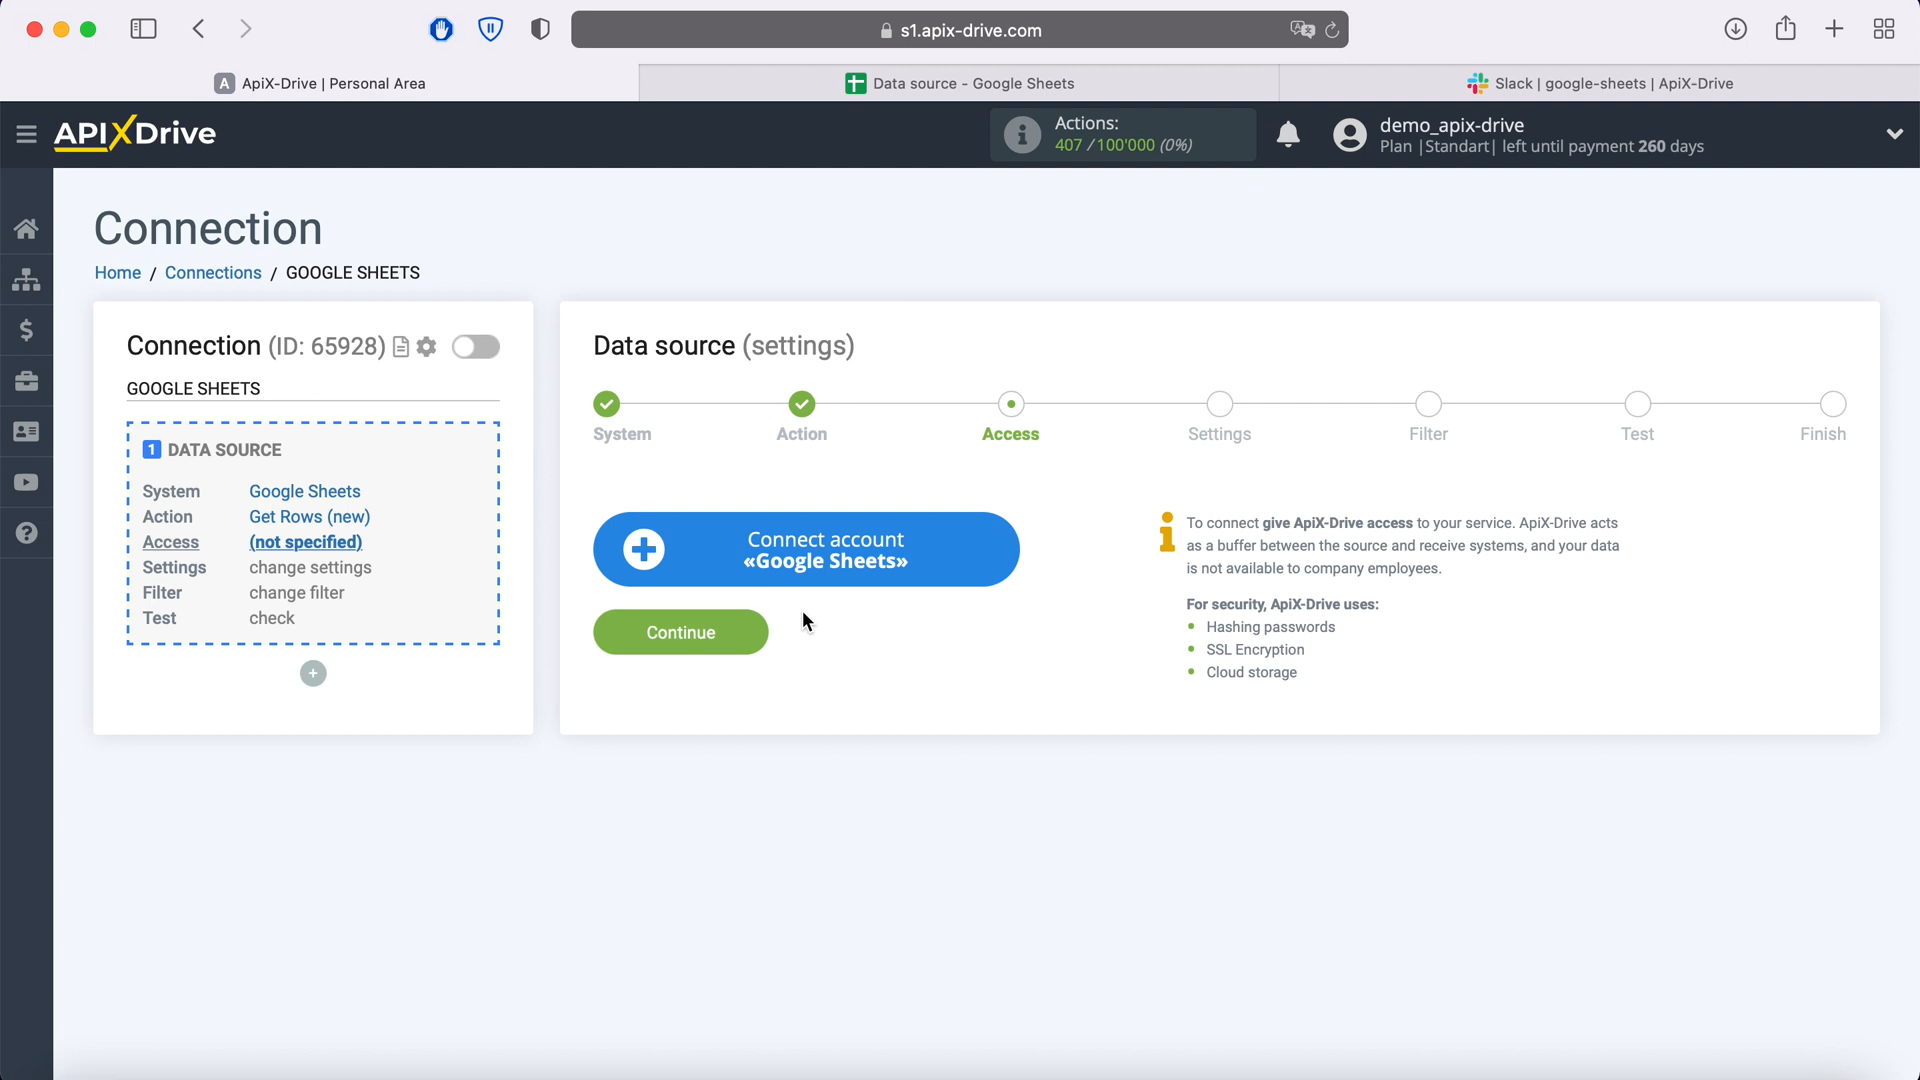 s1.apix-drive.com
A ApiX-Drive | Personal Area
Data source - Google Sheets
Slack | google-sheets | ApiX-Drive
APIXDrive
Actions:
407 / 100'000 (0%)
demo_apix-drive
Plan |Standart| left until payment 260 days
Connection
Home / Connections / GOOGLE SHEETS
Connection (ID: 65928)
GOOGLE SHEETS
1 DATA SOURCE
System Google Sheets
Action Get Rows (new)
Access (not specified)
Settings change settings
Filter change filter
Test check
Data source (settings)
System Action Access Settings Filter Test Finish
Connect account
«Google Sheets»
Continue
To connect give ApiX-Drive access to your service. ApiX-Drive acts
as a buffer between the source and receive systems, and your data
is not available to company employees.
For security, ApiX-Drive uses:
Hashing passwords
SSL Encryption
Cloud storage